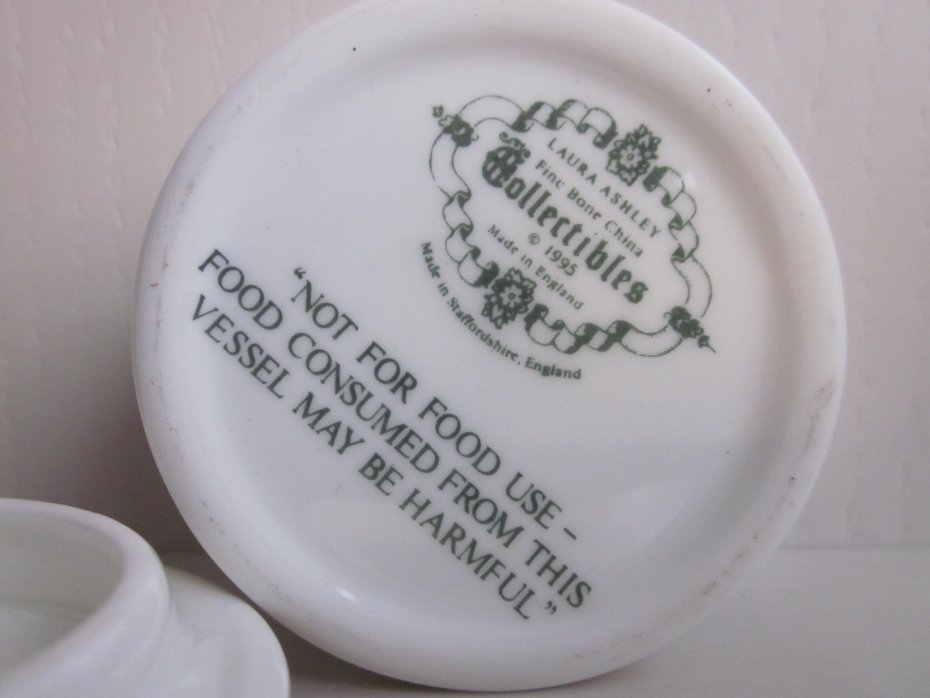 LAURA ASHLEY
Fine Bone China
Collectibles
© 1995
Made in England
Made in Staffordshire, England
"NOT FOR FOOD USE –
FOOD CONSUMED FROM THIS
VESSEL MAY BE HARMFUL"